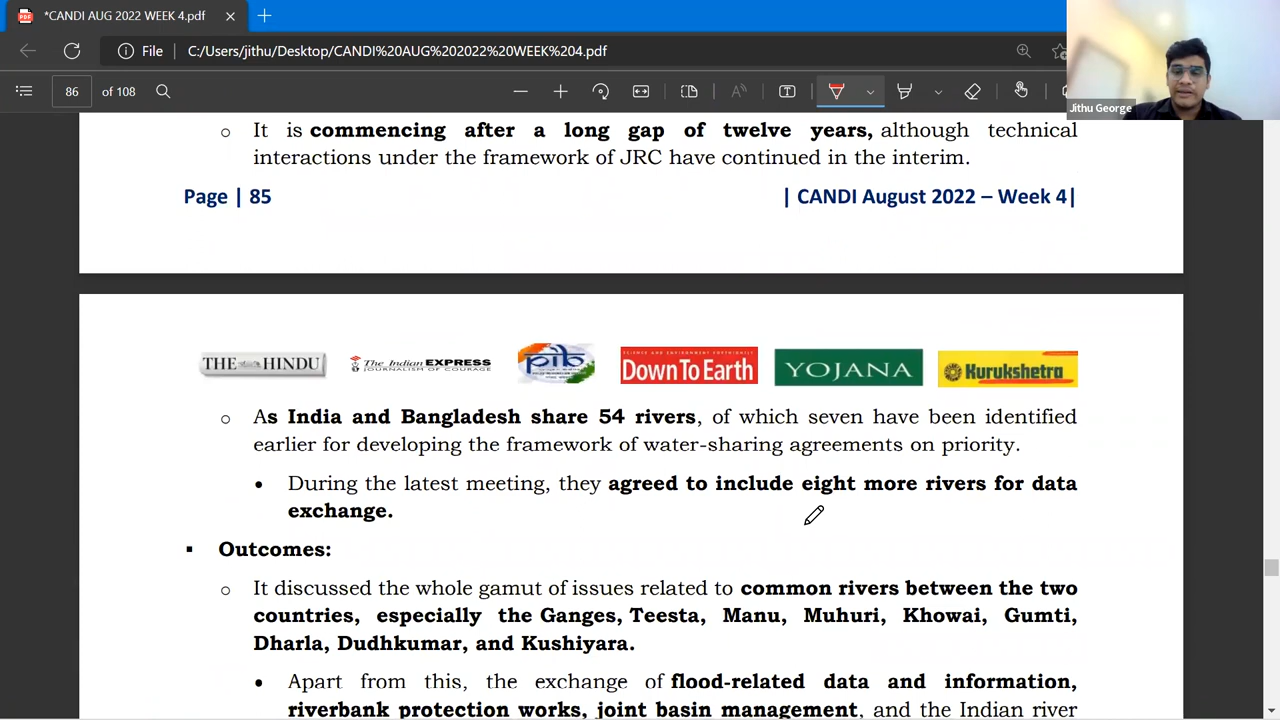 *CANDI AUG 2022 WEEK 4.pdf
File | C:/Users/jithu/Desktop/CANDI%20AUG%202022%20WEEK%204.pdf
86 of 108
Jithu George
o It is commencing after a long gap of twelve years, although technical
interactions under the framework of JRC have continued in the interim.
Page | 85 | CANDI August 2022 – Week 4|
THE HINDU
The Indian EXPRESS
JOURNALISM OF COURAGE
pib
Down To Earth
YOJANA
Kurukshetra
o As India and Bangladesh share 54 rivers, of which seven have been identified
earlier for developing the framework of water-sharing agreements on priority.
• During the latest meeting, they agreed to include eight more rivers for data
exchange.
▪ Outcomes:
o It discussed the whole gamut of issues related to common rivers between the two
countries, especially the Ganges, Teesta, Manu, Muhuri, Khowai, Gumti,
Dharla, Dudhkumar, and Kushiyara.
• Apart from this, the exchange of flood-related data and information,
riverbank protection works, joint basin management, and the Indian river